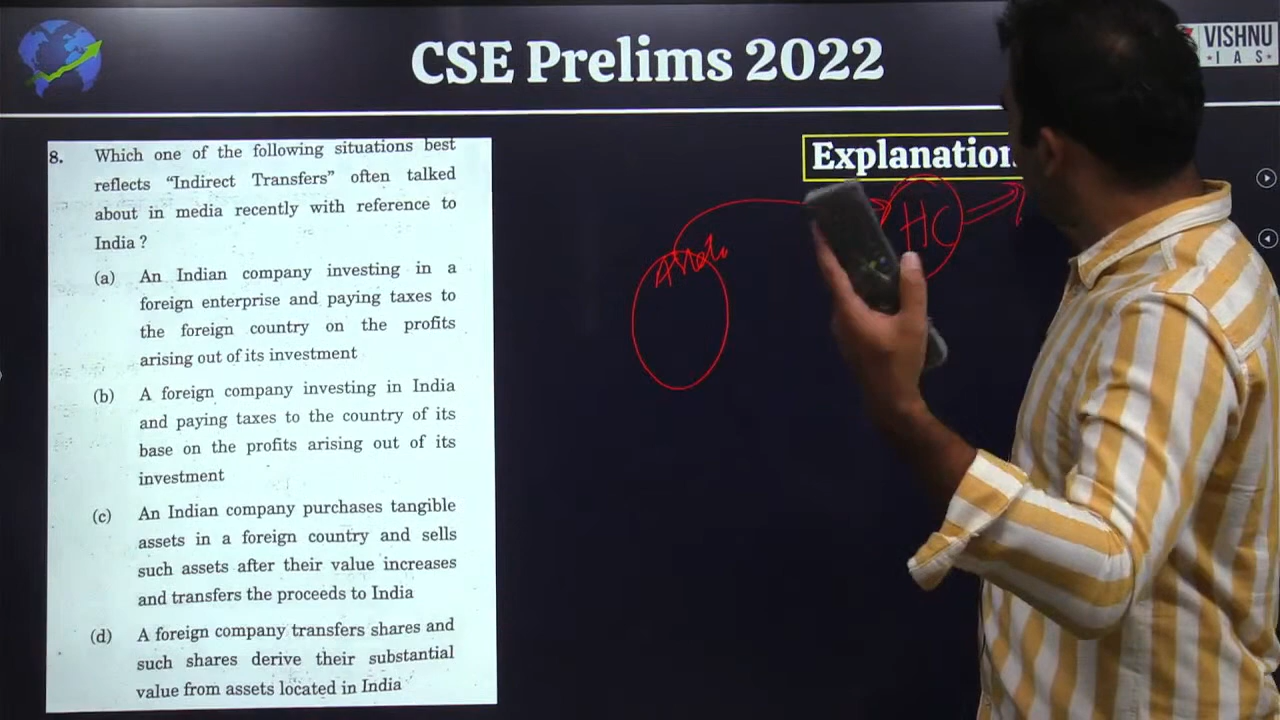 CSE Prelims 2022
VISHNU
I A S
Explanation
8. Which one of the following situations best
reflects "Indirect Transfers" often talked
about in media recently with reference to
India ?
(a) An Indian company investing in a
foreign enterprise and paying taxes to
the foreign country on the profits
arising out of its investment
(b) A foreign company investing in India
and paying taxes to the country of its
base on the profits arising out of its
investment
(c) An Indian company purchases tangible
assets in a foreign country and sells
such assets after their value increases
and transfers the proceeds to India
(d) A foreign company transfers shares and
such shares derive their substantial
value from assets located in India
HC